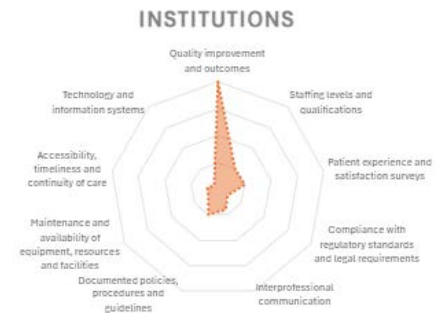 INSTITUTIONS
Quality improvement
and outcomes
Technology and
information systems
Staffing levels and
qualifications
Accessibility,
timeliness and
continuity of care
Patient experience and
satisfaction surveys
Maintenance and
availability of
equipment, resources
and facilities
Compliance with
regulatory standards
and legal requirements
Documented policies,
procedures and
guidelines
Interprofessional
communication